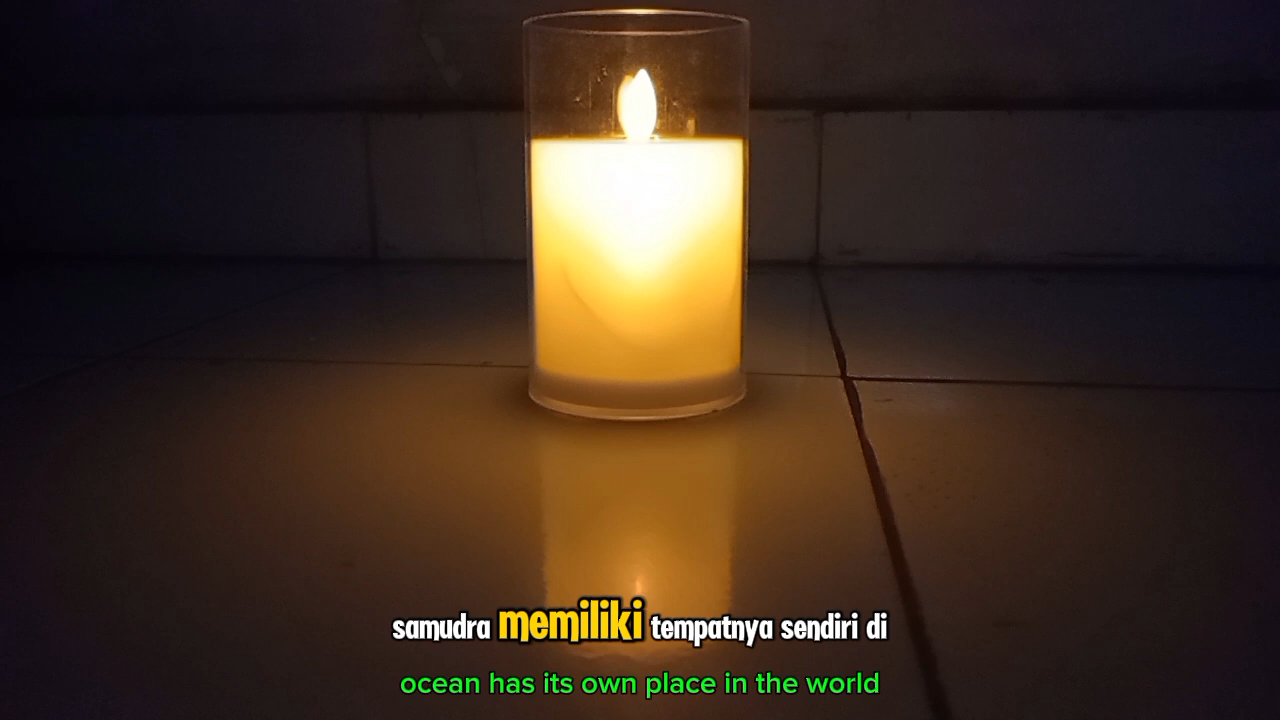 samudra memiliki tempatnya sendiri di
ocean has its own place in the world